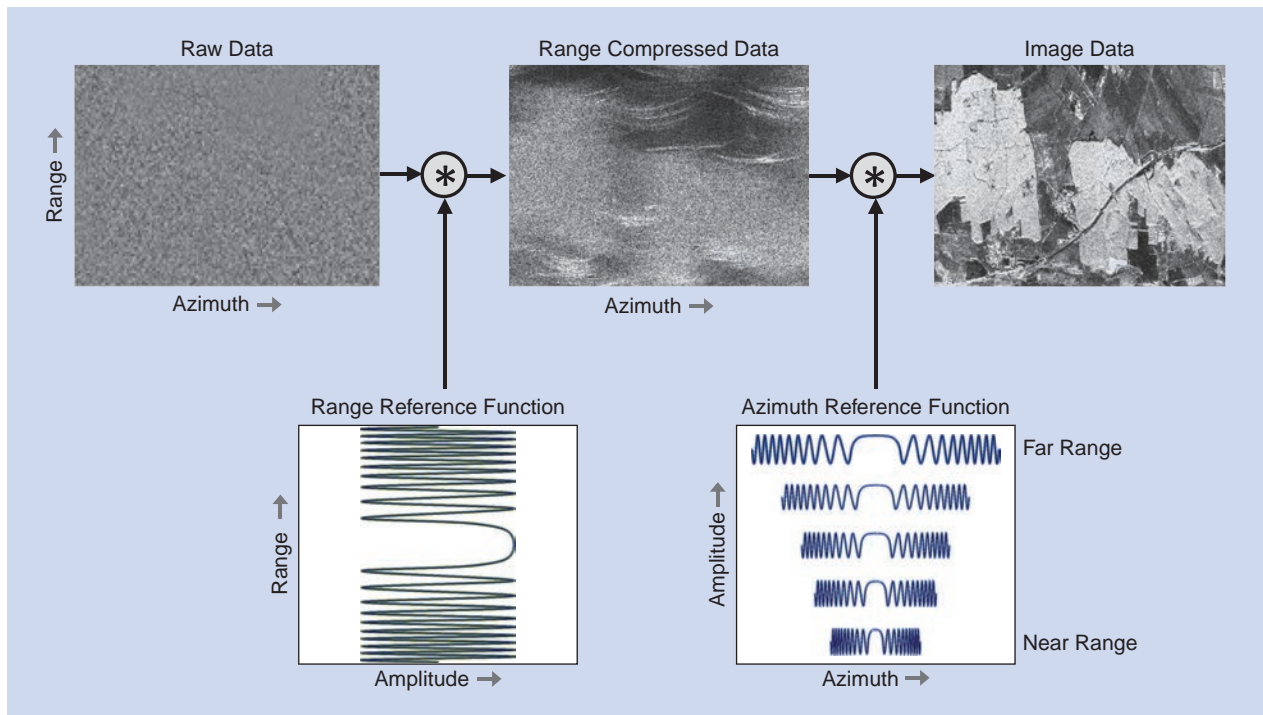 Raw Data
Range Compressed Data
Image Data
Range →
*
*
Azimuth →
Azimuth →
Range Reference Function
Azimuth Reference Function
Far Range
Range →
Amplitude →
Near Range
Amplitude →
Azimuth →